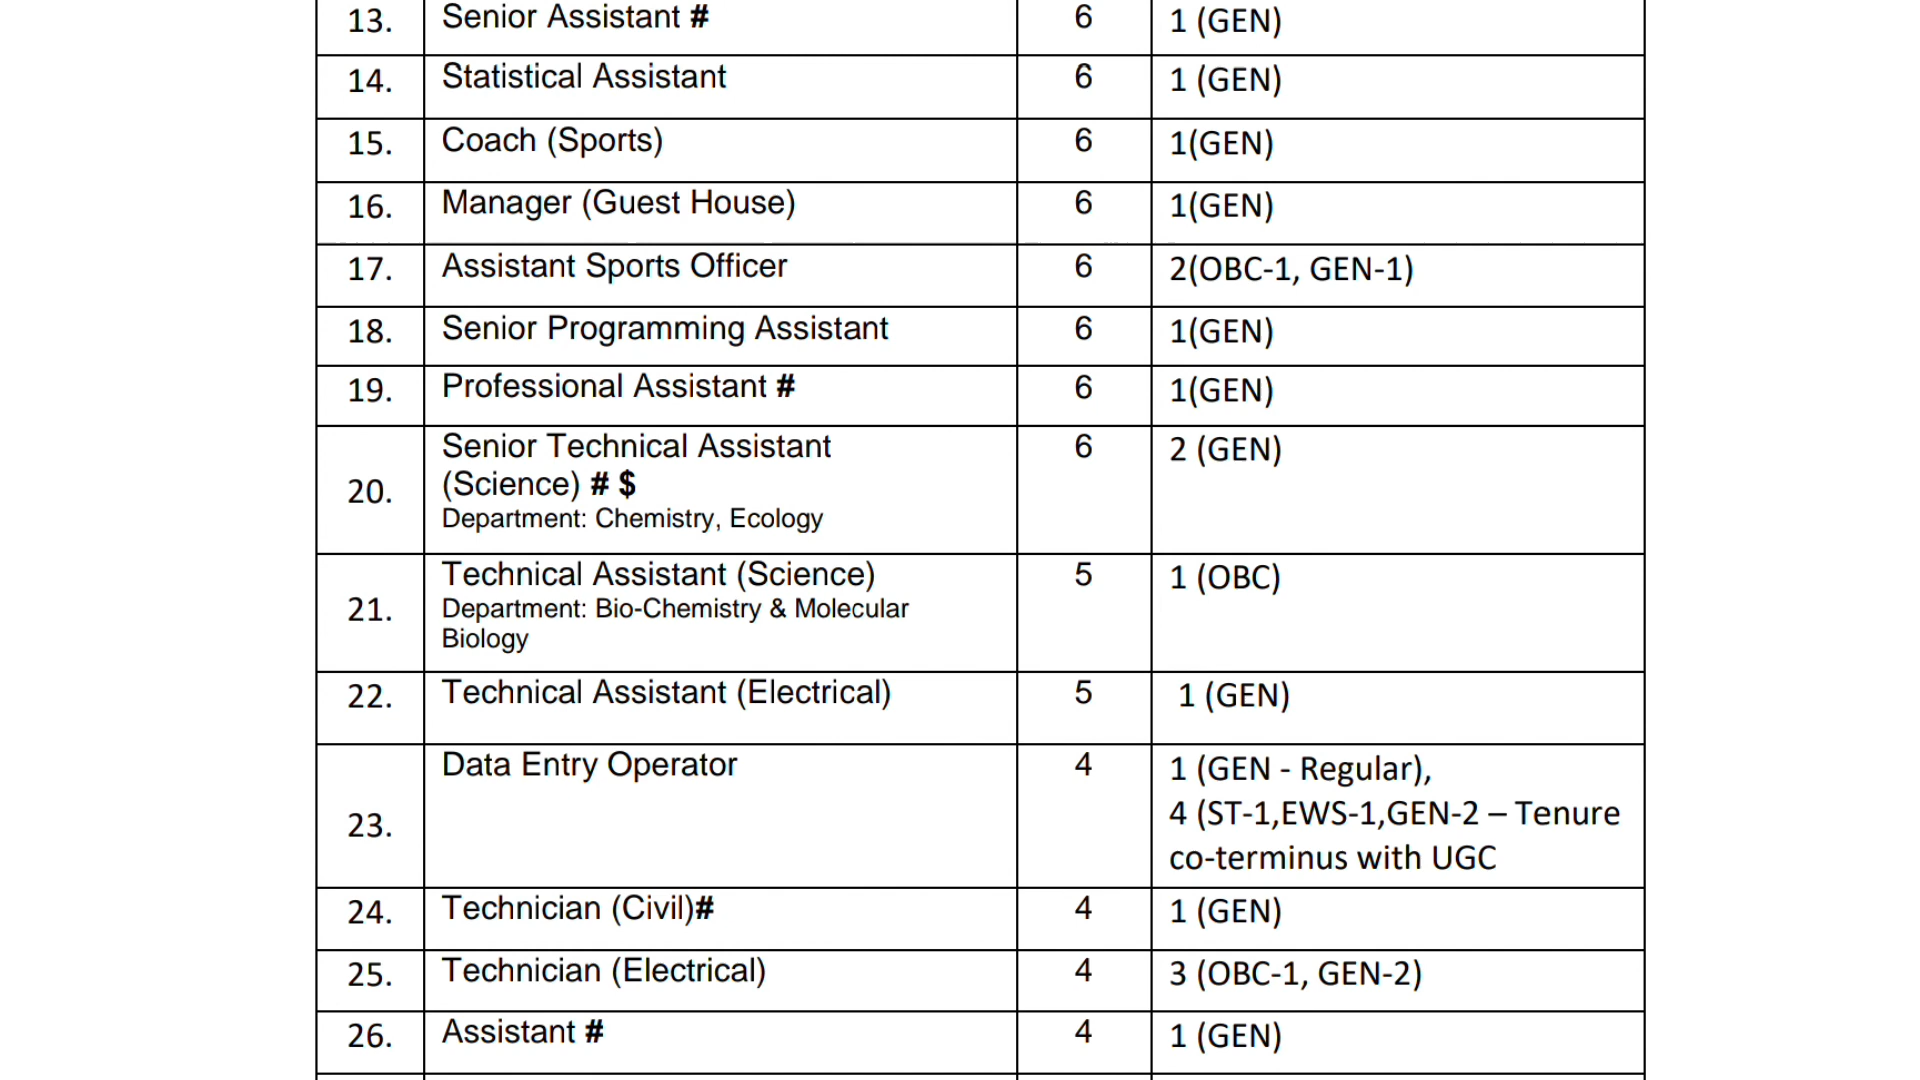 13. Senior Assistant # 6 1 (GEN)
14. Statistical Assistant 6 1 (GEN)
15. Coach (Sports) 6 1(GEN)
16. Manager (Guest House) 6 1(GEN)
17. Assistant Sports Officer 6 2(OBC-1, GEN-1)
18. Senior Programming Assistant 6 1(GEN)
19. Professional Assistant # 6 1(GEN)
20. Senior Technical Assistant 6 2 (GEN)
(Science) # $
Department: Chemistry, Ecology
21. Technical Assistant (Science) 5 1 (OBC)
Department: Bio-Chemistry & Molecular
Biology
22. Technical Assistant (Electrical) 5 1 (GEN)
23. Data Entry Operator 4 1 (GEN - Regular),
4 (ST-1,EWS-1,GEN-2 – Tenure
co-terminus with UGC
24. Technician (Civil)# 4 1 (GEN)
25. Technician (Electrical) 4 3 (OBC-1, GEN-2)
26. Assistant # 4 1 (GEN)